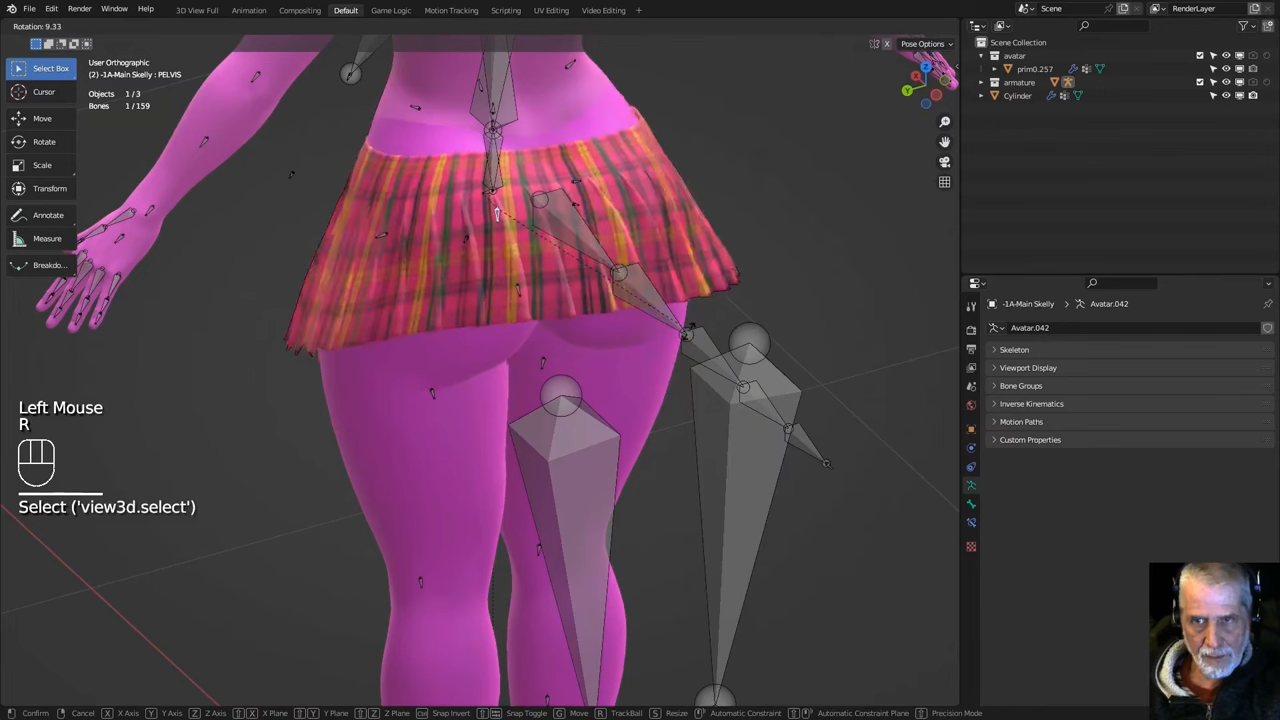 File Edit Render Window Help 3D View Full Animation Compositing Default Game Logic Motion Tracking Scripting UV Editing Video Editing + Scene RenderLayer
Rotation: 9.33
X Pose Options
Select Box
Cursor
Move
Rotate
Scale
Transform
Annotate
Measure
Breakdo...
User Orthographic
(2) -1A-Main Skelly : PELVIS
Objects 1/3
Bones 1/159
Z
X
Y
Left Mouse
R
Select ('view3d.select')
Scene Collection
avatar
prim0.257
armature
Cylinder
-1A-Main Skelly > Avatar.042
Avatar.042
Skeleton
Viewport Display
Bone Groups
Inverse Kinematics
Motion Paths
Custom Properties
Confirm Cancel X X Axis Y Y Axis Z Z Axis X X Plane Y Y Plane Z Z Plane Snap Invert Snap Toggle G Move R TrackBall S Resize Automatic Constraint Automatic Constraint Plane Precision Mode